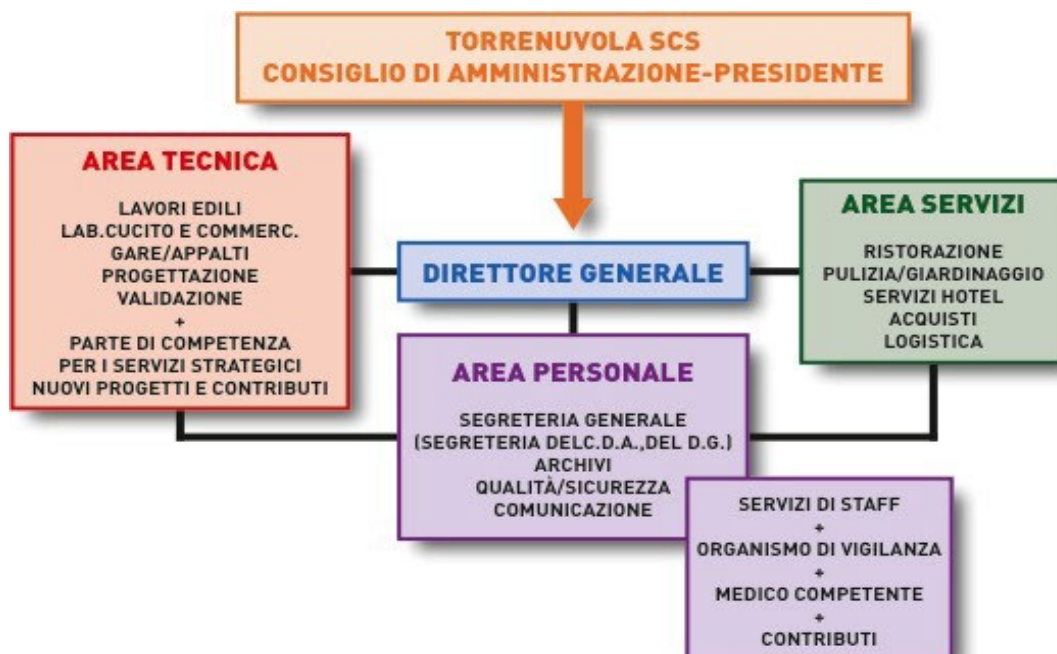 TORRENUVOLA SCS
CONSIGLIO DI AMMINISTRAZIONE-PRESIDENTE
AREA TECNICA
LAVORI EDILI
LAB.CUCITO E COMMERC.
GARE/APPALTI
PROGETTAZIONE
VALIDAZIONE
+
PARTE DI COMPETENZA
PER I SERVIZI STRATEGICI
NUOVI PROGETTI E CONTRIBUTI
DIRETTORE GENERALE
AREA SERVIZI
RISTORAZIONE
PULIZIA/GIARDINAGGIO
SERVIZI HOTEL
ACQUISTI
LOGISTICA
AREA PERSONALE
SEGRETERIA GENERALE
(SEGRETERIA DELC.D.A.,DEL D.G.)
ARCHIVI
QUALITÀ/SICUREZZA
COMUNICAZIONE
SERVIZI DI STAFF
+
ORGANISMO DI VIGILANZA
+
MEDICO COMPETENTE
+
CONTRIBUTI